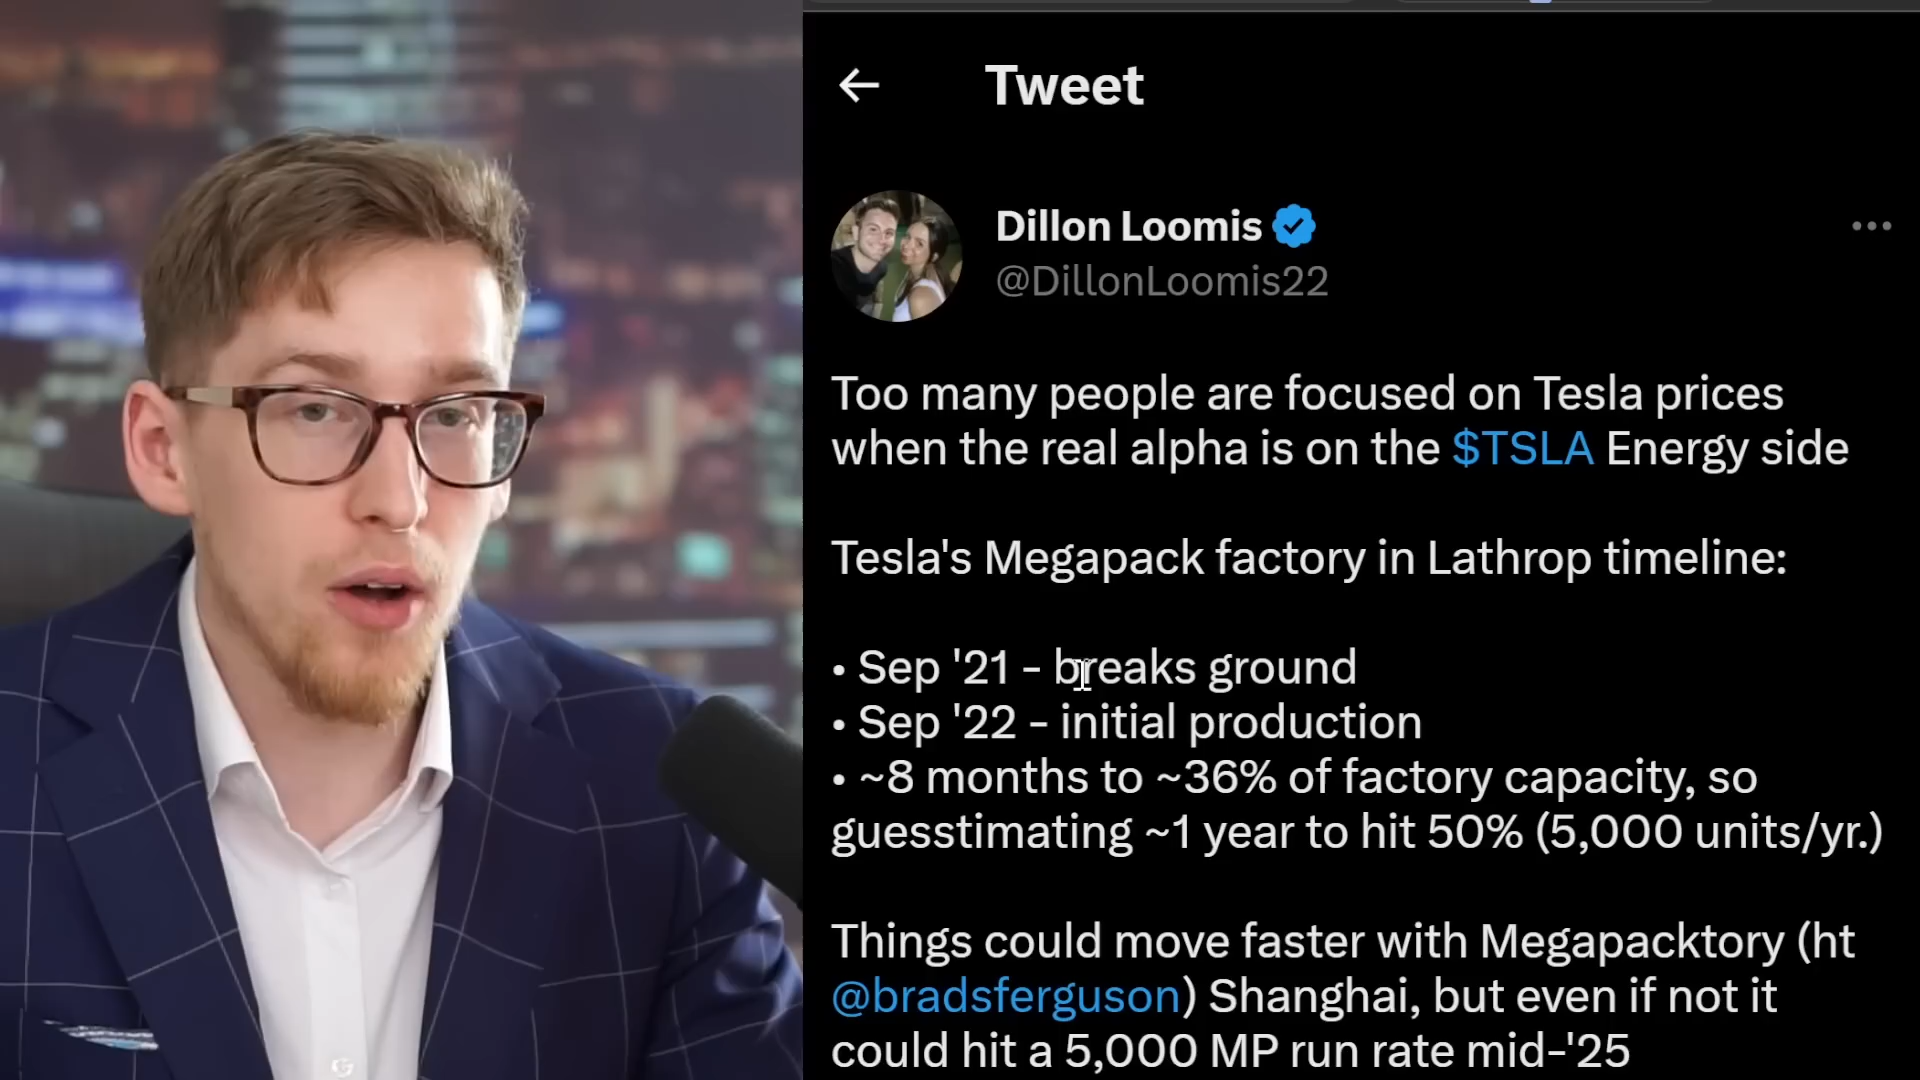 Tweet
Dillon Loomis
@DillonLoomis22
Too many people are focused on Tesla prices
when the real alpha is on the $TSLA Energy side
Tesla's Megapack factory in Lathrop timeline:
• Sep '21 - breaks ground
• Sep '22 - initial production
• ~8 months to ~36% of factory capacity, so
guesstimating ~1 year to hit 50% (5,000 units/yr.)
Things could move faster with Megapacktory (ht
@bradsferguson) Shanghai, but even if not it
could hit a 5,000 MP run rate mid-'25